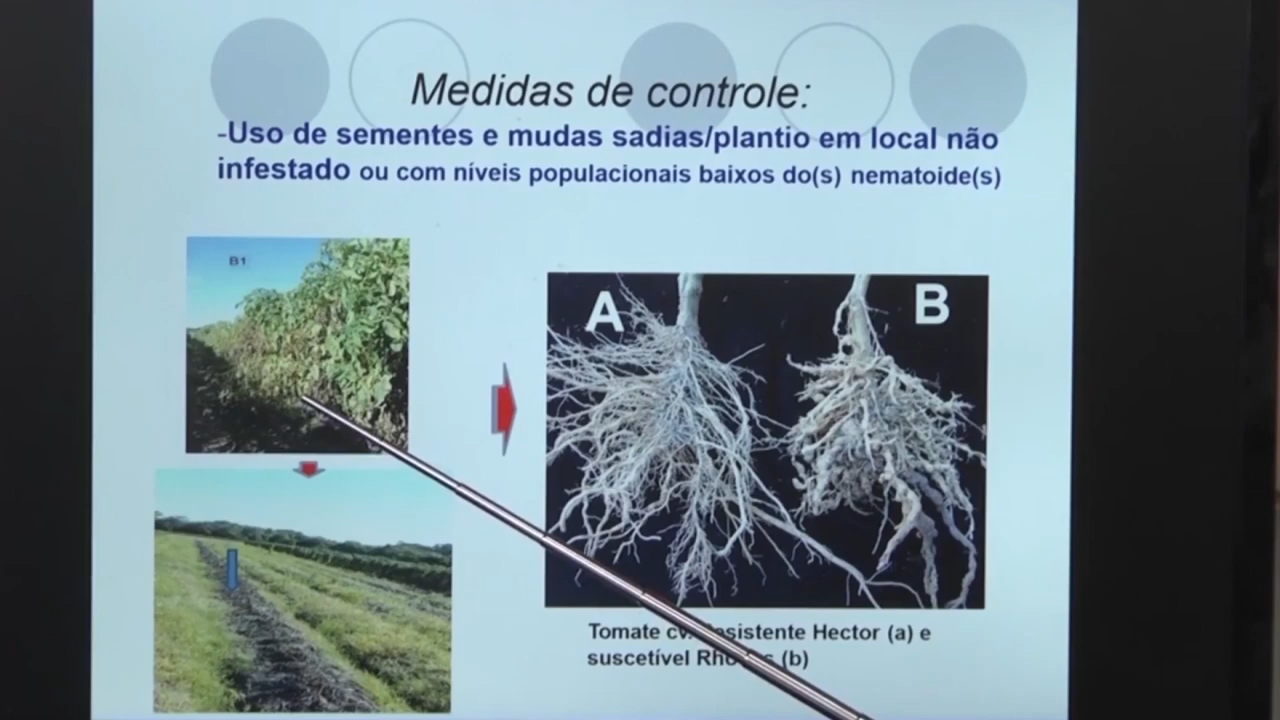 Medidas de controle:
-Uso de sementes e mudas sadias/plantio em local não
infestado ou com níveis populacionais baixos do(s) nematoide(s)
B1
A
B
Tomate cv. Hector (a) e
suscetível (b)